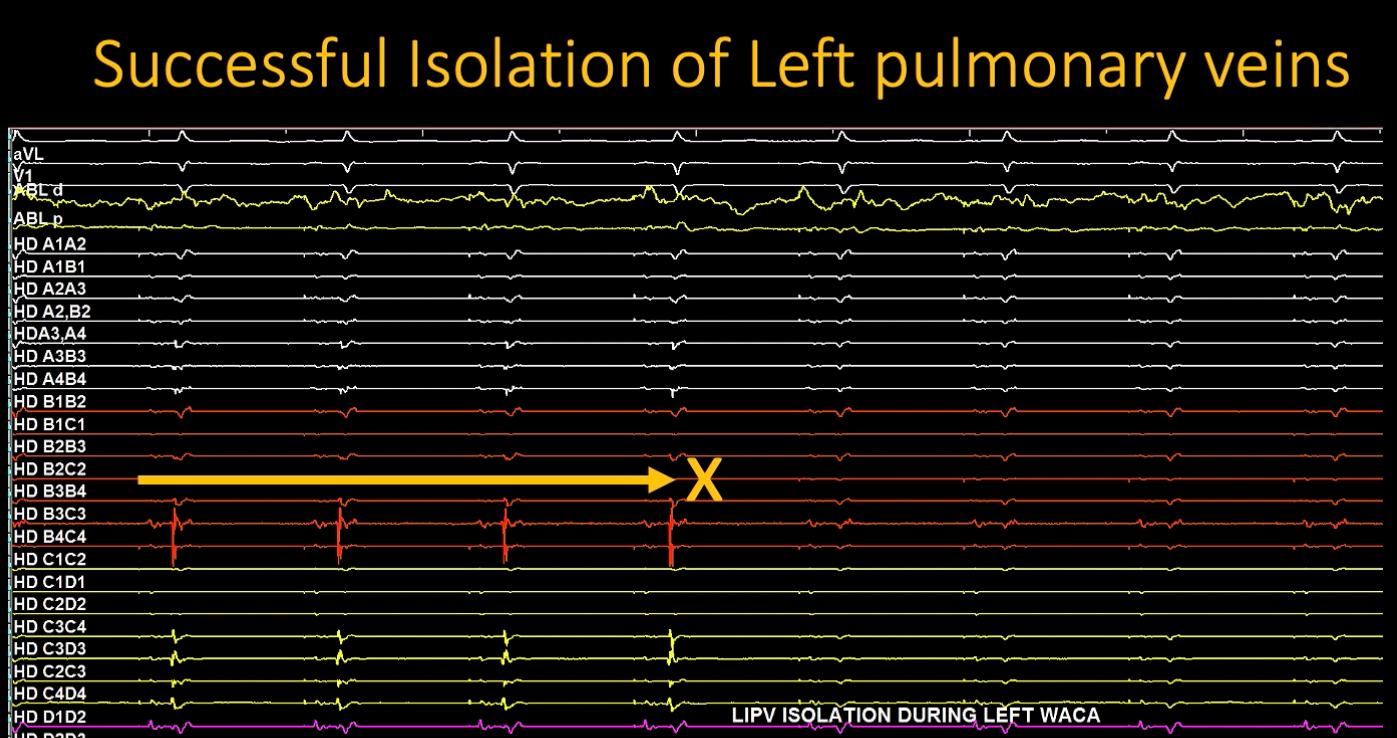 Successful Isolation of Left pulmonary veins
aVL
V1
ABL d
ABL p
HD A1A2
HD A1B1
HD A2A3
HD A2,B2
HDA3,A4
HD A3B3
HD A4B4
HD B1B2
HD B1C1
HD B2B3
HD B2C2
X
HD B3B4
HD B3C3
HD B4C4
HD C1C2
HD C1D1
HD C2D2
HD C3C4
HD C3D3
HD C2C3
HD C4D4
HD D1D2
LIPV ISOLATION DURING LEFT WACA